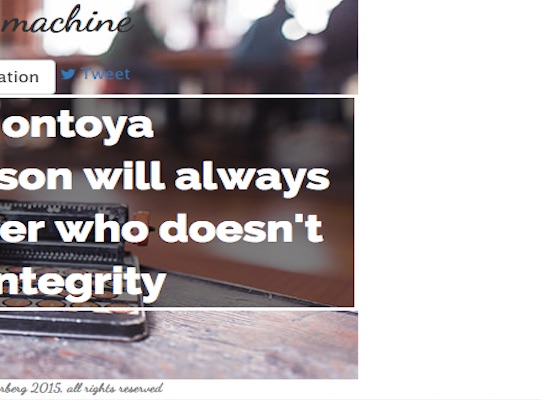 machine
ation
Tweet
ontoya
son will always
er who doesn't
ntegrity
rberg 2015. all rights reserved